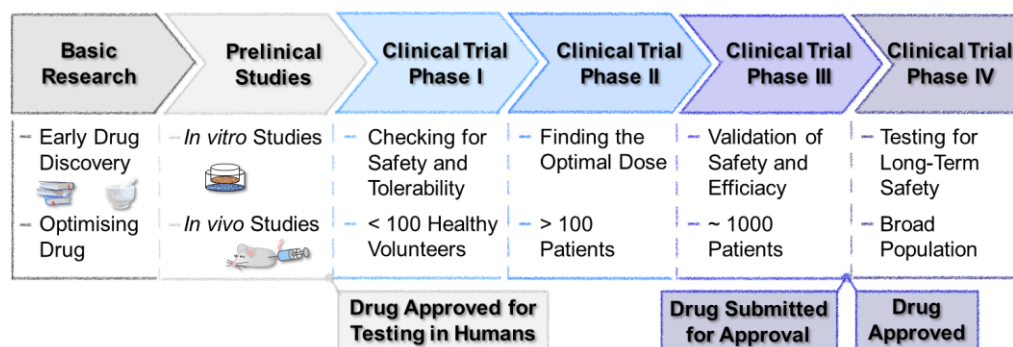 Basic
Research
Prelinical
Studies
Clinical Trial
Phase I
Clinical Trial
Phase II
Clinical Trial
Phase III
Clinical Trial
Phase IV
Early Drug
Discovery
Optimising
Drug
In vitro Studies
In vivo Studies
Checking for
Safety and
Tolerability
< 100 Healthy
Volunteers
Finding the
Optimal Dose
> 100
Patients
Validation of
Safety and
Efficiacy
~ 1000
Patients
Testing for
Long-Term
Safety
Broad
Population
Drug Approved for
Testing in Humans
Drug Submitted
for Approval
Drug
Approved